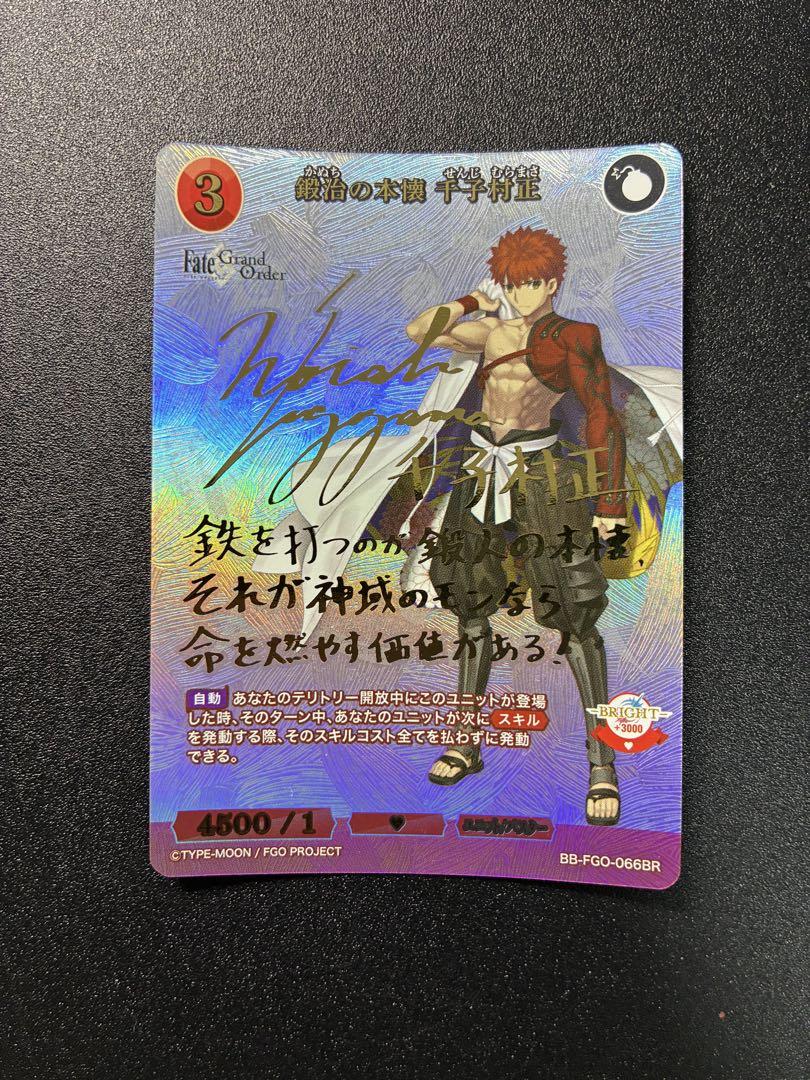 3
かぬち せんじ むらまさ
鍛治の本懐 千子村正
Fate Grand Order
千子村正
鉄を打つのが鍛人の本懐、
それが神域のモンなら
命を燃やす価値がある!
自動 あなたのテリトリー開放中にこのユニットが登場
した時、そのターン中、あなたのユニットが次に スキル
を発動する際、そのスキルコスト全てを払わずに発動
できる。
BRIGHT
+3000
4500 / 1
©TYPE-MOON / FGO PROJECT
BB-FGO-066BR